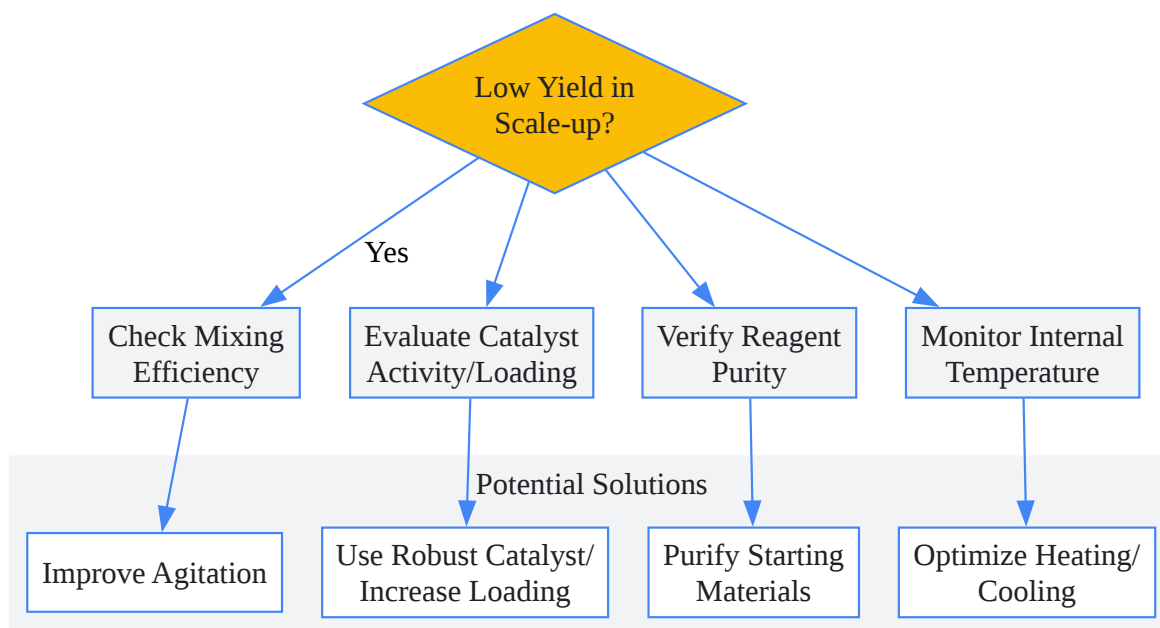 Low Yield in
Scale-up?
Yes
Check Mixing
Efficiency
Evaluate Catalyst
Activity/Loading
Verify Reagent
Purity
Monitor Internal
Temperature
Potential Solutions
Improve Agitation
Use Robust Catalyst/
Increase Loading
Purify Starting
Materials
Optimize Heating/
Cooling